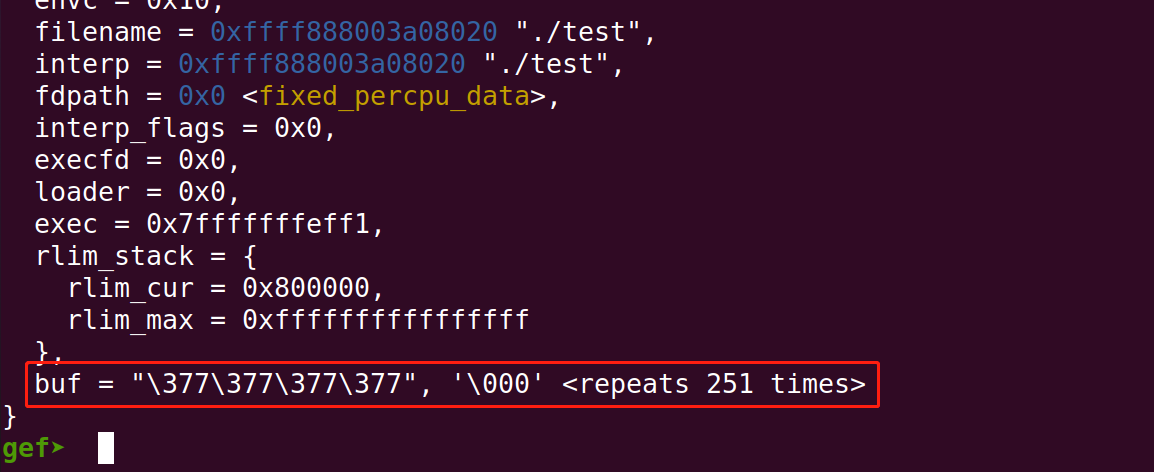 envc = 0x10,
filename = 0xffff888003a08020 "./test",
interp = 0xffff888003a08020 "./test",
fdpath = 0x0 <fixed_percpu_data>,
interp_flags = 0x0,
execfd = 0x0,
loader = 0x0,
exec = 0x7fffffffeff1,
rlim_stack = {
rlim_cur = 0x800000,
rlim_max = 0xffffffffffffffff
},
buf = "\377\377\377\377", '\000' <repeats 251 times>
}
gef➤